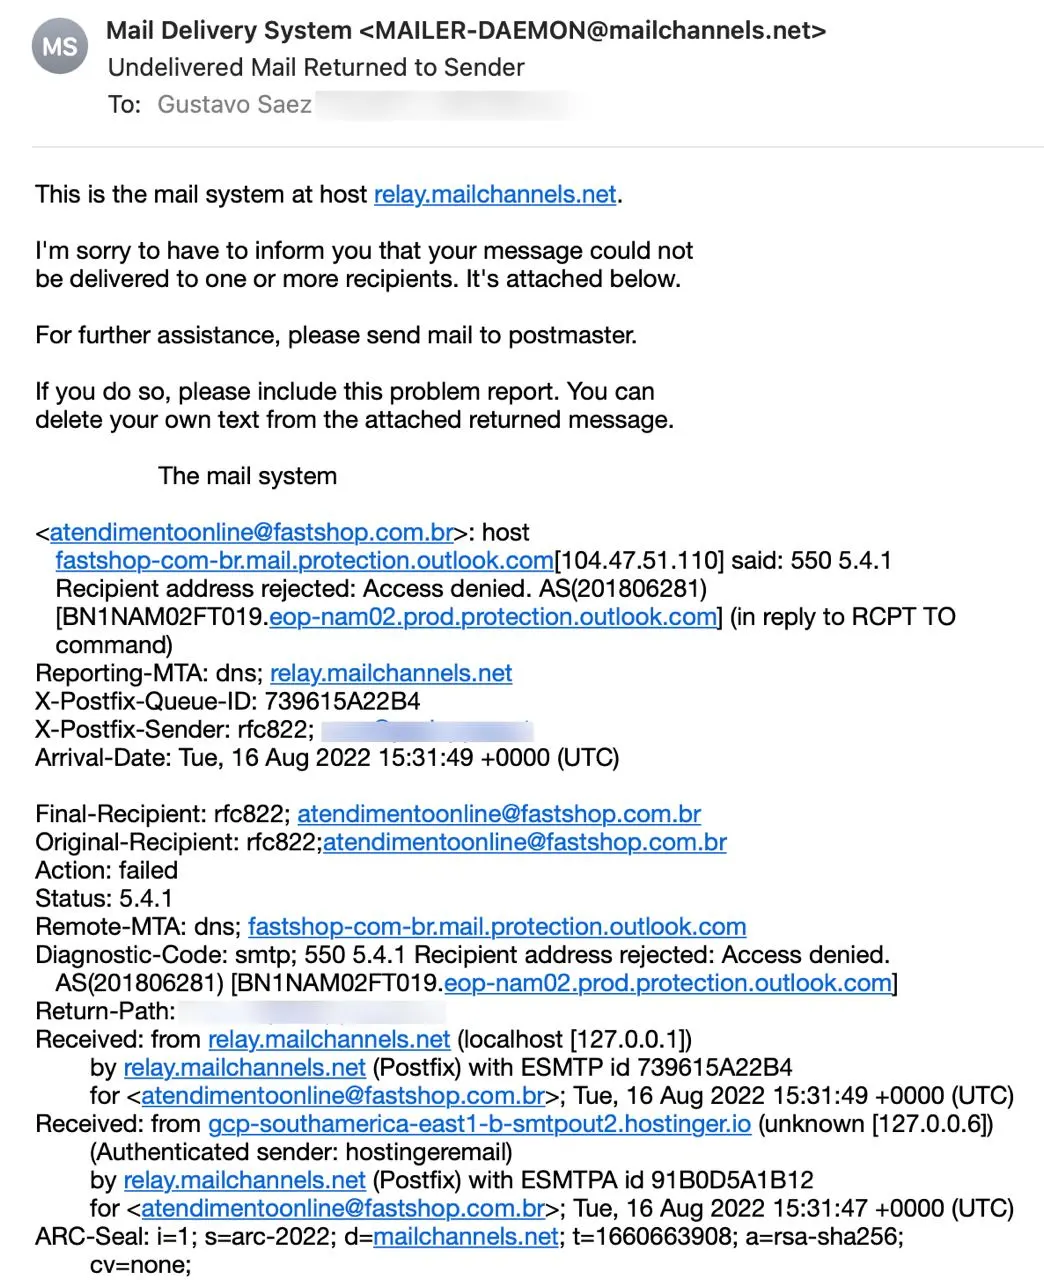 MS
Mail Delivery System <MAILER-DAEMON@mailchannels.net>
Undelivered Mail Returned to Sender
To: Gustavo Saez
This is the mail system at host relay.mailchannels.net.
I'm sorry to have to inform you that your message could not
be delivered to one or more recipients. It's attached below.
For further assistance, please send mail to postmaster.
If you do so, please include this problem report. You can
delete your own text from the attached returned message.
The mail system
<atendimentoonline@fastshop.com.br>: host
fastshop-com-br.mail.protection.outlook.com[104.47.51.110] said: 550 5.4.1
Recipient address rejected: Access denied. AS(201806281)
[BN1NAM02FT019.eop-nam02.prod.protection.outlook.com] (in reply to RCPT TO
command)
Reporting-MTA: dns; relay.mailchannels.net
X-Postfix-Queue-ID: 739615A22B4
X-Postfix-Sender: rfc822;
Arrival-Date: Tue, 16 Aug 2022 15:31:49 +0000 (UTC)
Final-Recipient: rfc822; atendimentoonline@fastshop.com.br
Original-Recipient: rfc822;atendimentoonline@fastshop.com.br
Action: failed
Status: 5.4.1
Remote-MTA: dns; fastshop-com-br.mail.protection.outlook.com
Diagnostic-Code: smtp; 550 5.4.1 Recipient address rejected: Access denied.
AS(201806281) [BN1NAM02FT019.eop-nam02.prod.protection.outlook.com]
Return-Path:
Received: from relay.mailchannels.net (localhost [127.0.0.1])
by relay.mailchannels.net (Postfix) with ESMTP id 739615A22B4
for <atendimentoonline@fastshop.com.br>; Tue, 16 Aug 2022 15:31:49 +0000 (UTC)
Received: from gcp-southamerica-east1-b-smtpout2.hostinger.io (unknown [127.0.0.6])
(Authenticated sender: hostingeremail)
by relay.mailchannels.net (Postfix) with ESMTPA id 91B0D5A1B12
for <atendimentoonline@fastshop.com.br>; Tue, 16 Aug 2022 15:31:47 +0000 (UTC)
ARC-Seal: i=1; s=arc-2022; d=mailchannels.net; t=1660663908; a=rsa-sha256;
cv=none;